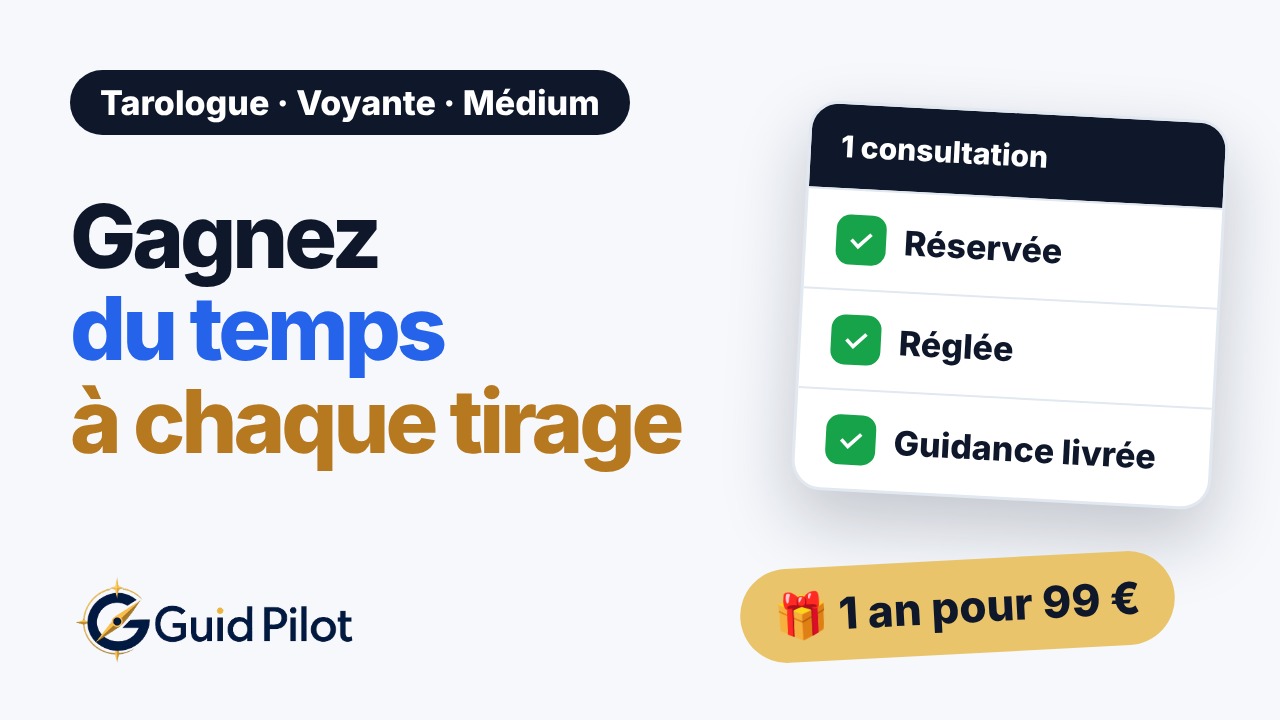 Tarologue · Voyante · Médium
Gagnez
du temps
à chaque tirage
1 consultation
Réservée
Réglée
Guidance livrée
1 an pour 99 €
Guid Pilot